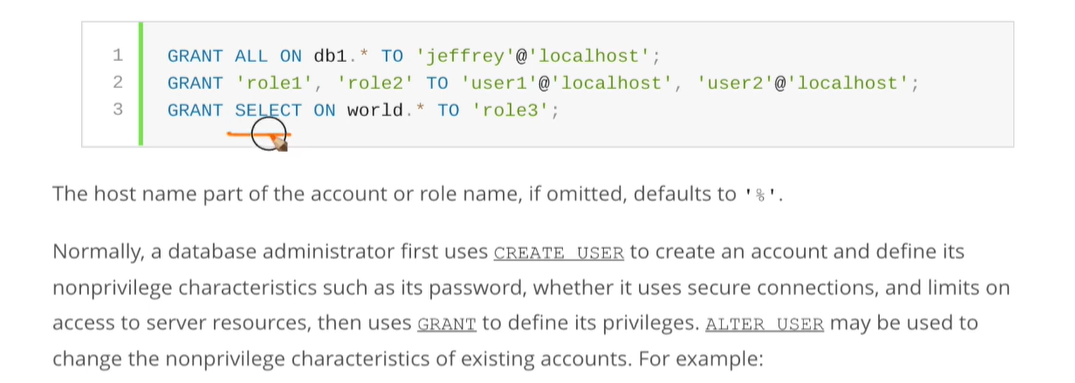 1 GRANT ALL ON db1.* TO 'jeffrey'@'localhost';
2 GRANT 'role1', 'role2' TO 'user1'@'localhost', 'user2'@'localhost';
3 GRANT SELECT ON world.* TO 'role3';
The host name part of the account or role name, if omitted, defaults to '%'.
Normally, a database administrator first uses CREATE USER to create an account and define its
nonprivilege characteristics such as its password, whether it uses secure connections, and limits on
access to server resources, then uses GRANT to define its privileges. ALTER USER may be used to
change the nonprivilege characteristics of existing accounts. For example: